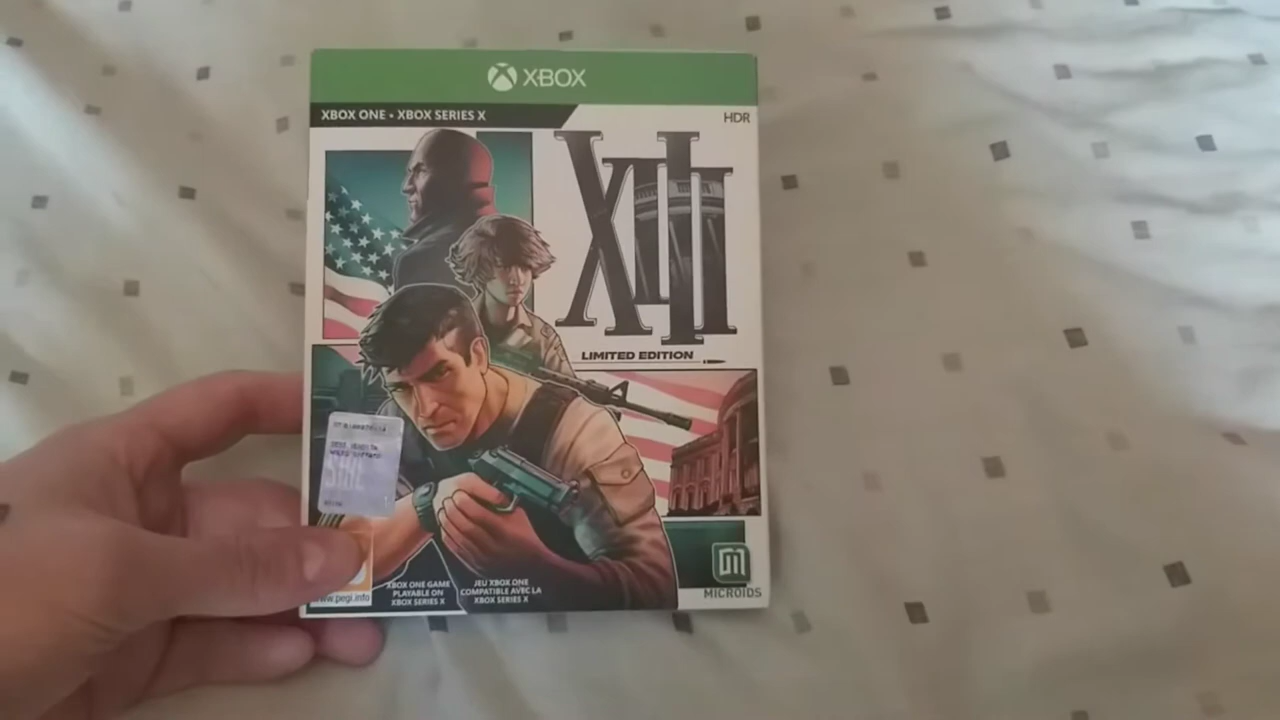 XBOX
XBOX ONE • XBOX SERIES X
HDR
XIII
LIMITED EDITION
XBOX ONE GAME
PLAYABLE ON
XBOX SERIES X
JEU XBOX ONE
COMPATIBLE AVEC LA
XBOX SERIES X
www.pegi.info
MICROIDS